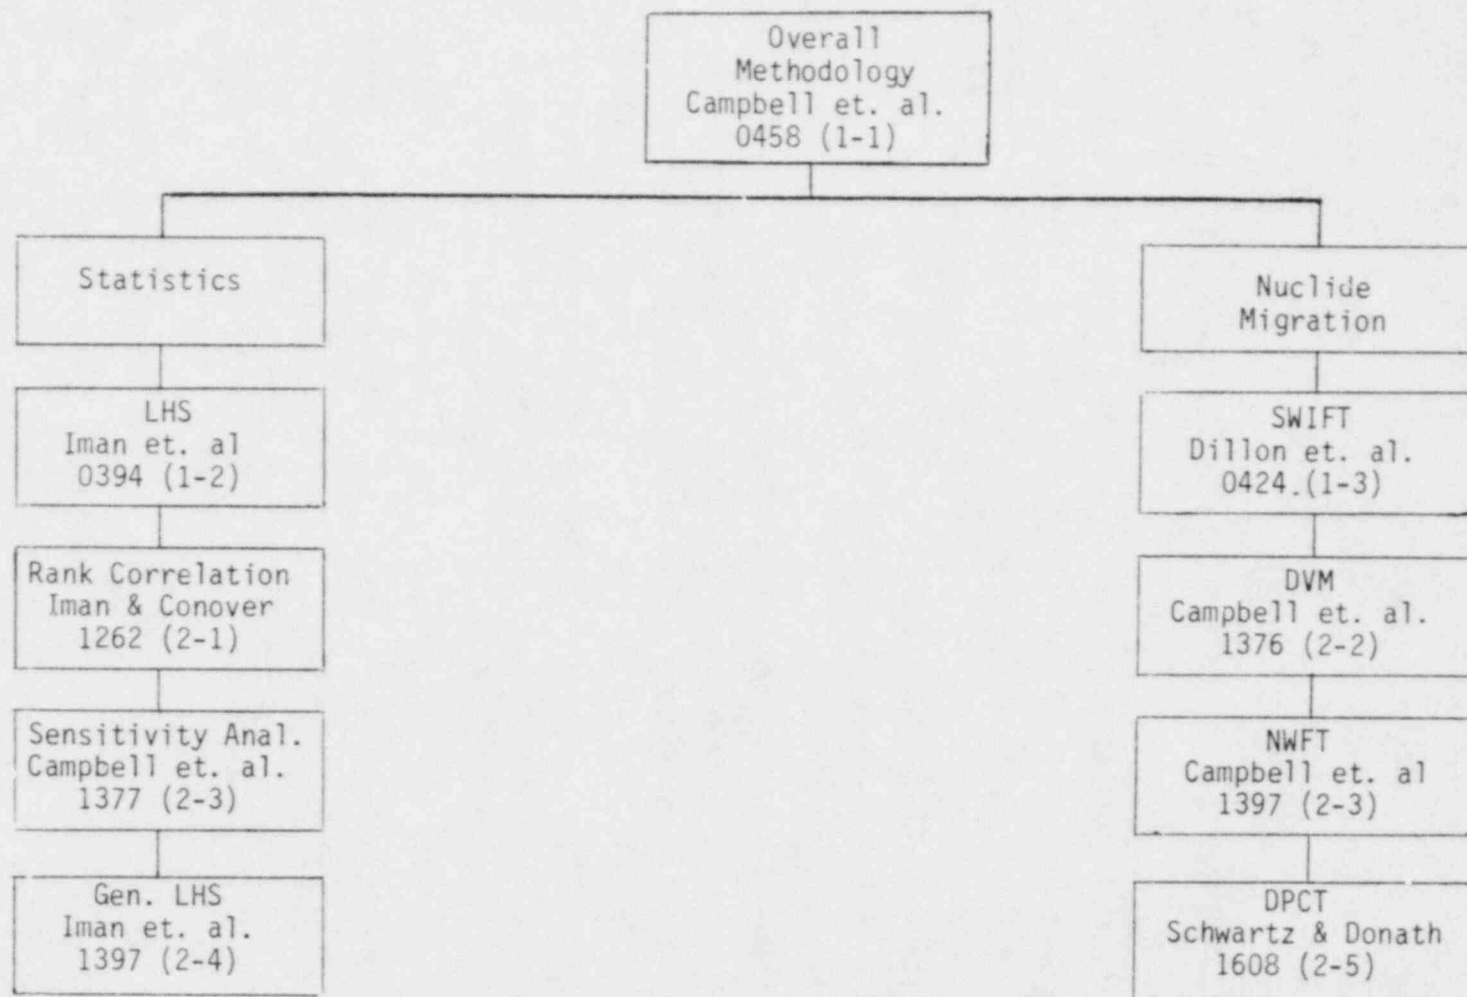 Overall
Methodology
Campbell et. al.
0458 (1-1)
Statistics
LHS
Iman et. al
0394 (1-2)
Rank Correlation
Iman & Conover
1262 (2-1)
Sensitivity Anal.
Campbell et. al.
1377 (2-3)
Gen. LHS
Iman et. al.
1397 (2-4)
Nuclide
Migration
SWIFT
Dillon et. al.
0424.(1-3)
DVM
Campbell et. al.
1376 (2-2)
NWFT
Campbell et. al
1397 (2-3)
DPCT
Schwartz & Donath
1608 (2-5)